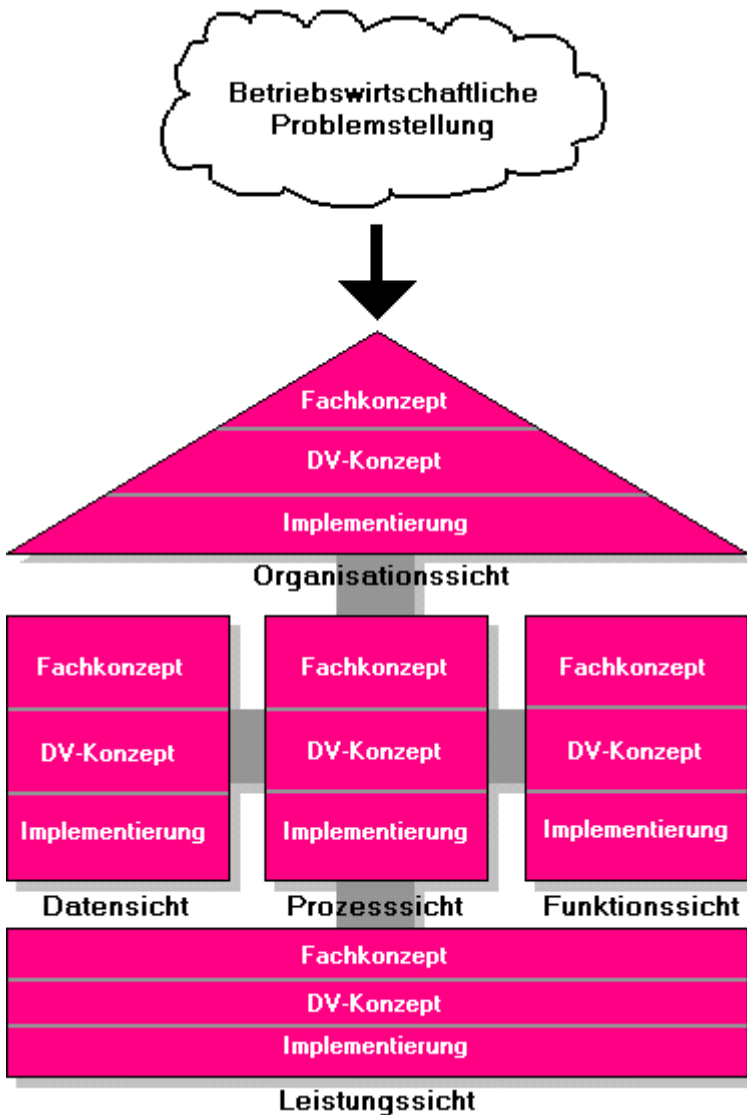 Betriebswirtschaftliche
Problemstellung
Fachkonzept
DV-Konzept
Implementierung
Organisationssicht
Fachkonzept
DV-Konzept
Implementierung
Datensicht
Fachkonzept
DV-Konzept
Implementierung
Prozesssicht
Fachkonzept
DV-Konzept
Implementierung
Funktionssicht
Fachkonzept
DV-Konzept
Implementierung
Leistungssicht